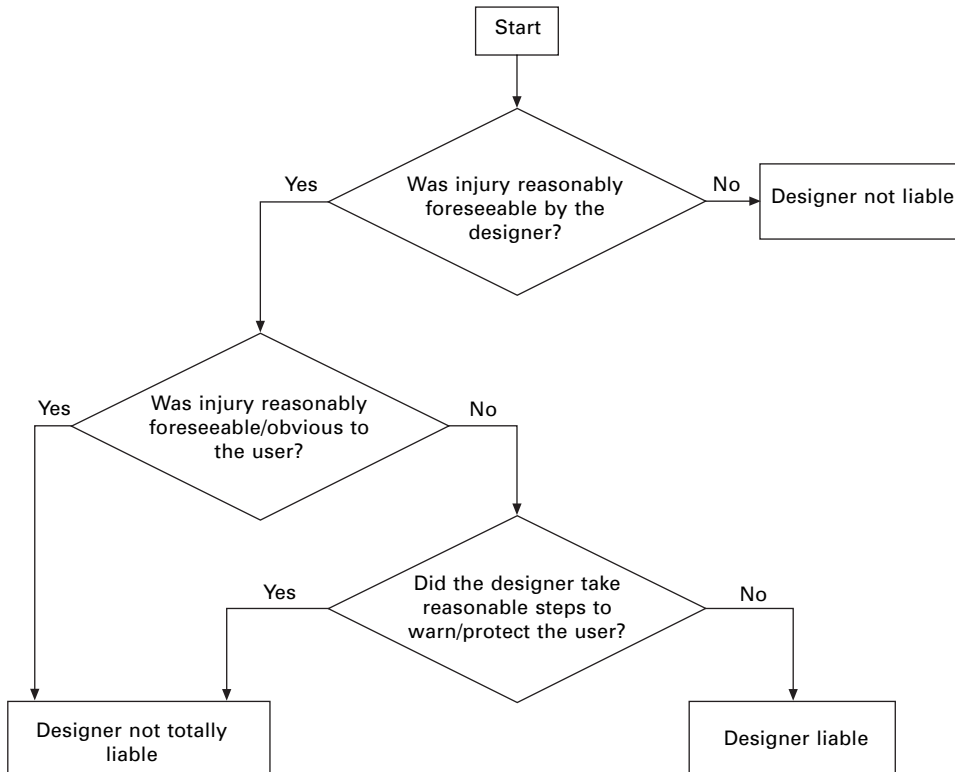 Start
Yes
Was injury reasonably
foreseeable by the
designer?
No
Designer not liable
Yes
Was injury reasonably
foreseeable/obvious to
the user?
No
Yes
Did the designer take
reasonable steps to
warn/protect the user?
No
Designer not totally
liable
Designer liable